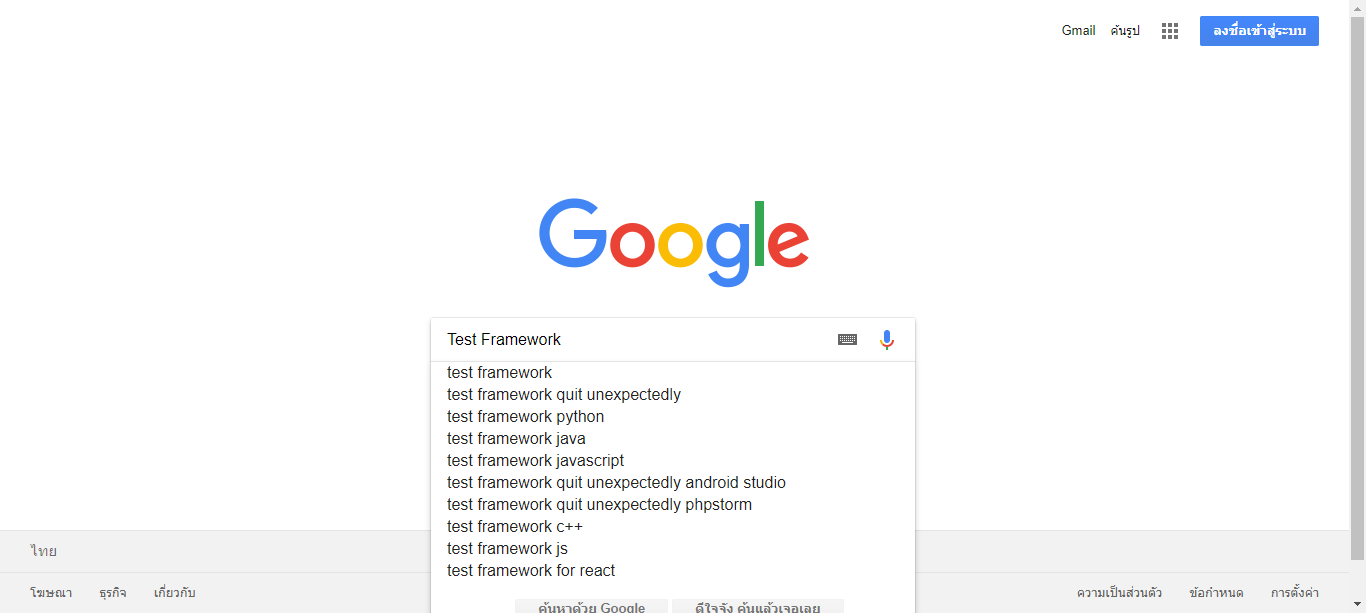 Gmail ค้นรูป ลงชื่อเข้าสู่ระบบ
Google
Test Framework
test framework
test framework quit unexpectedly
test framework python
test framework java
test framework javascript
test framework quit unexpectedly android studio
test framework quit unexpectedly phpstorm
test framework c++
test framework js
test framework for react
ค้นหาด้วย Google ดีใจจัง ค้นแล้วเจอเลย
ไทย
โฆษณา ธุรกิจ เกี่ยวกับ ความเป็นส่วนตัว ข้อกำหนด การตั้งค่า